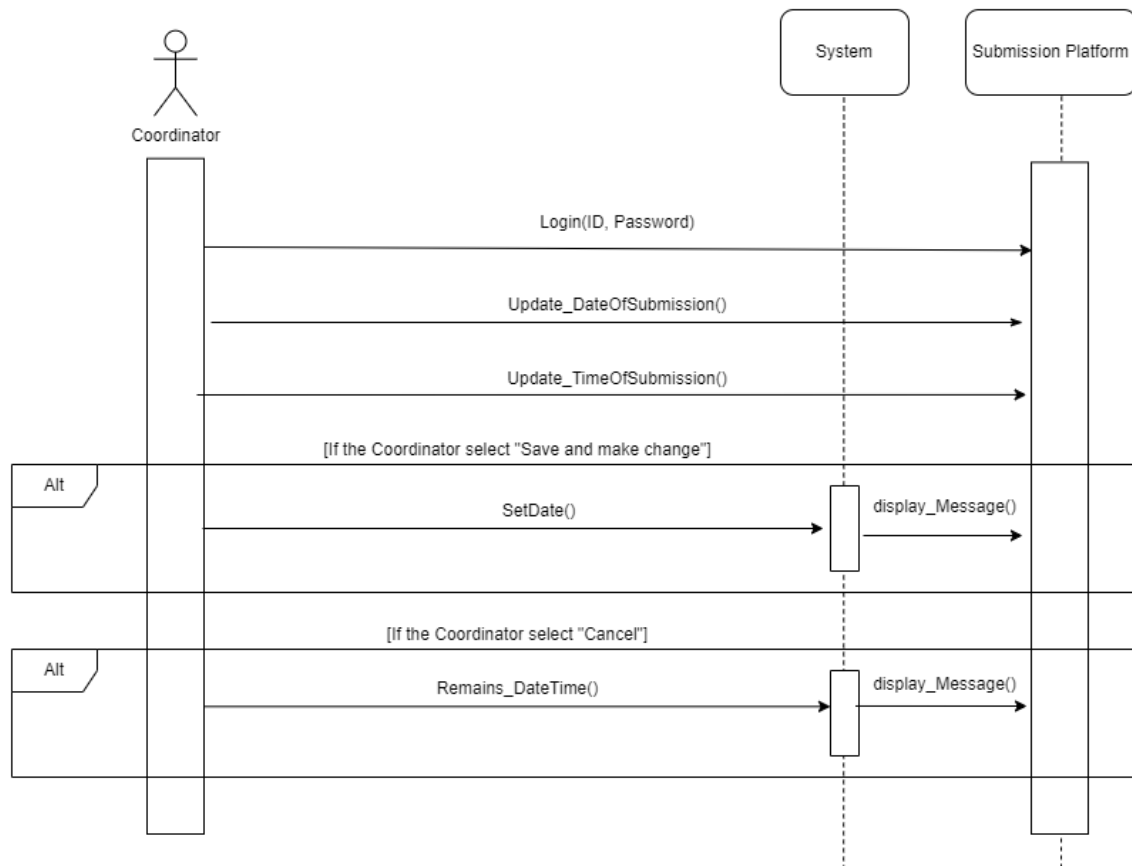 System
Submission Platform
Coordinator
Login(ID, Password)
Update_DateOfSubmission()
Update_TimeOfSubmission()
[If the Coordinator select "Save and make change"]
Alt
SetDate()
display_Message()
[If the Coordinator select "Cancel"]
Alt
Remains_DateTime()
display_Message()